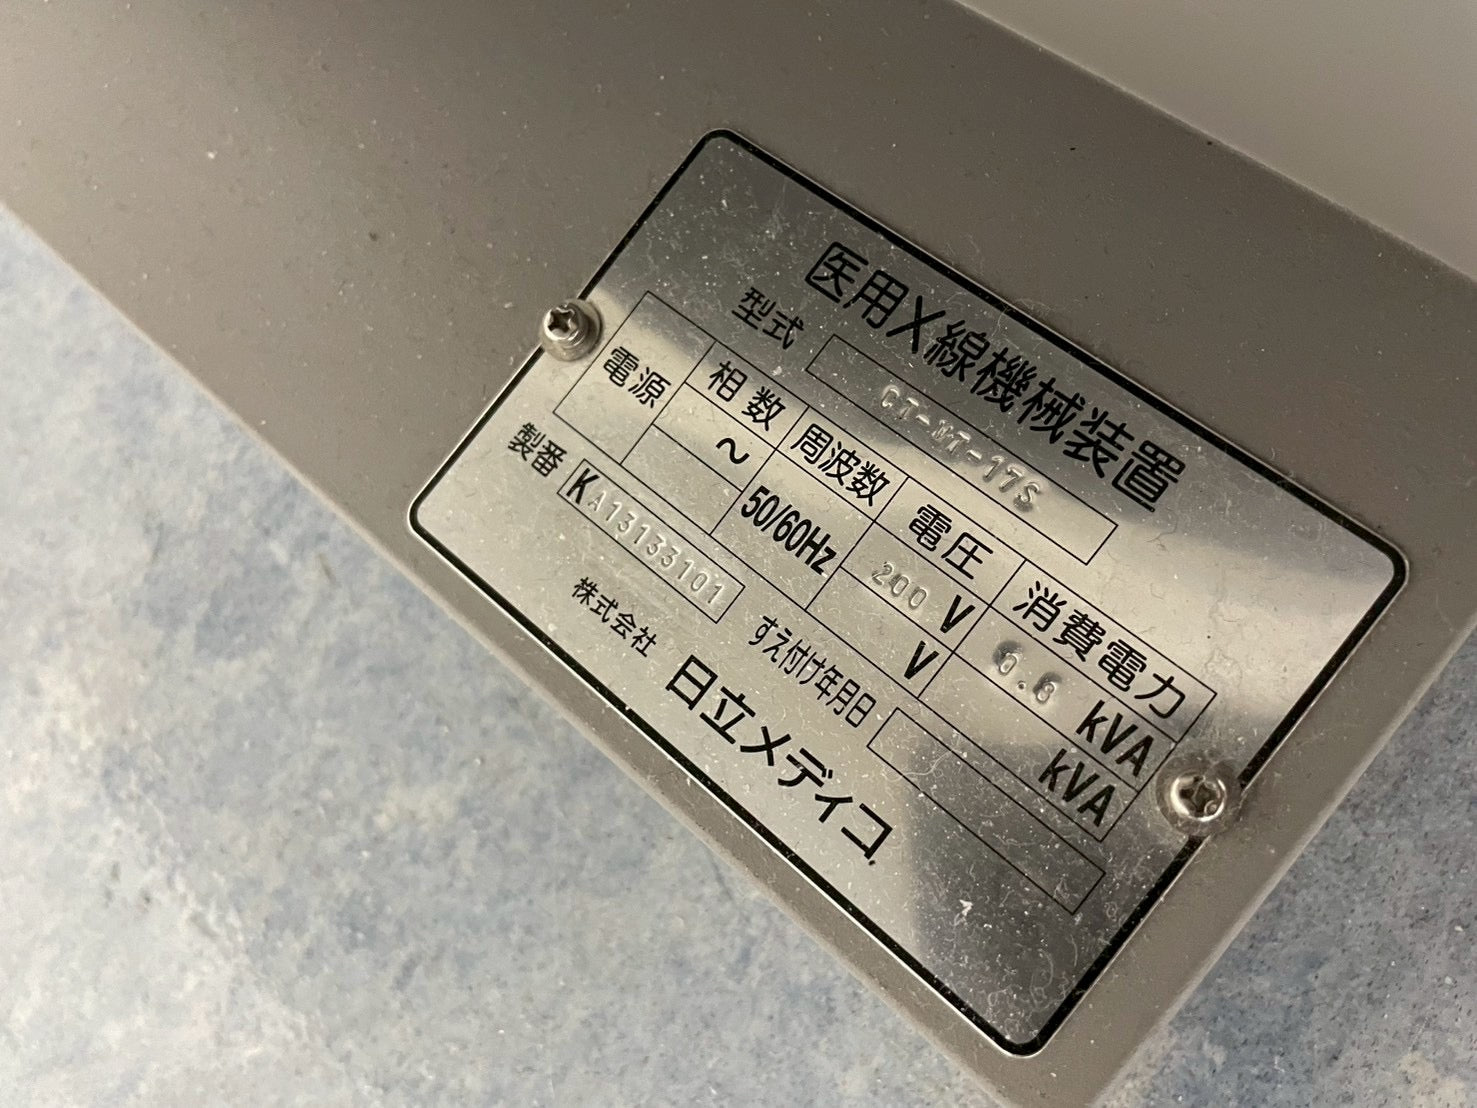 医用X線機械装置
型式 CT-WT-17S
電源 相数 周波数 電圧 消費電力
~ 50/60Hz 200 V kVA
V kVA
製番 KA13133101 すえ付け年月日
株式会社 日立メディコ